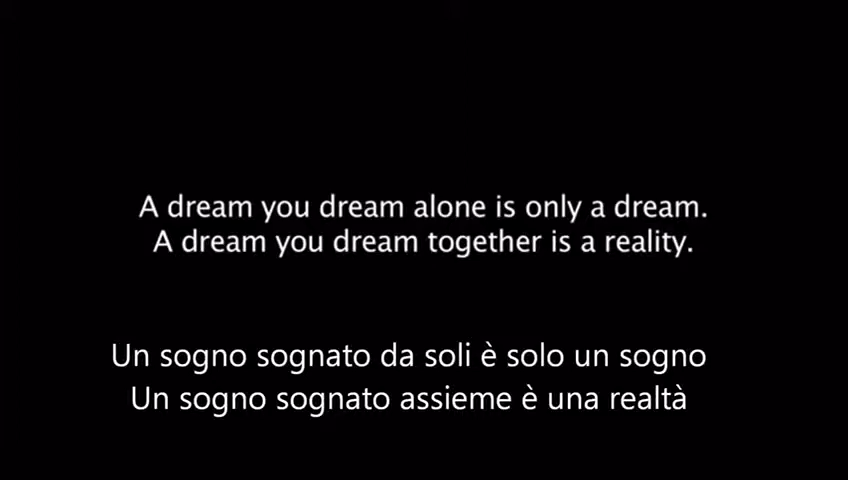 A dream you dream alone is only a dream.
A dream you dream together is a reality.
Un sogno sognato da soli è solo un sogno
Un sogno sognato assieme è una realtà